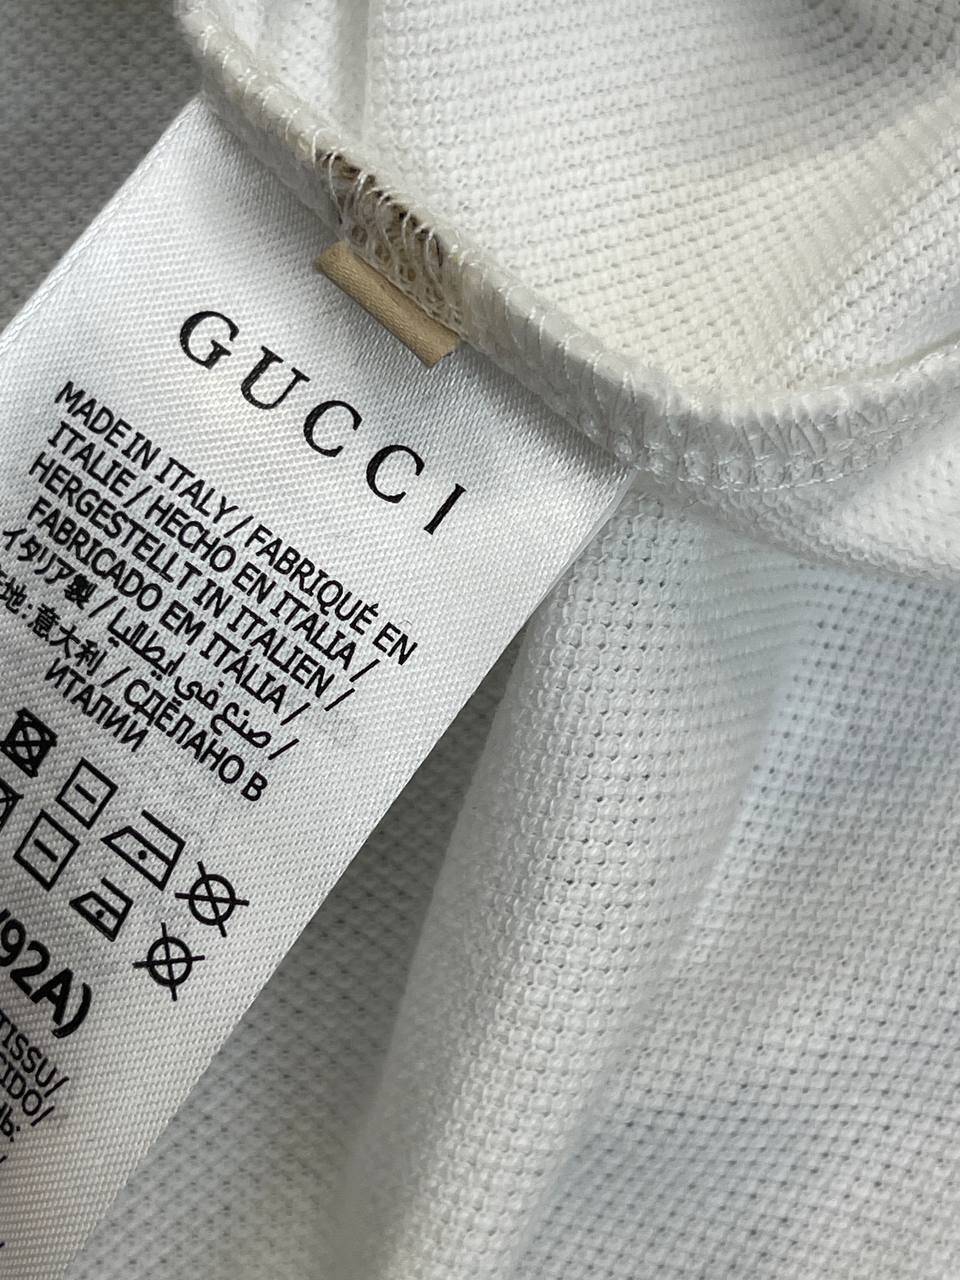 GUCCI
MADE IN ITALY / FABRIQUÉ EN
ITALIE / HECHO EN ITALIA /
HERGESTELLT IN ITALIEN /
FABRICADO EM ITÁLIA /
イタリア製 / صنع في إيطاليا /
地: 意大利 / СДЕЛАНО В
ИТАЛИИ
92A)
TISSU/